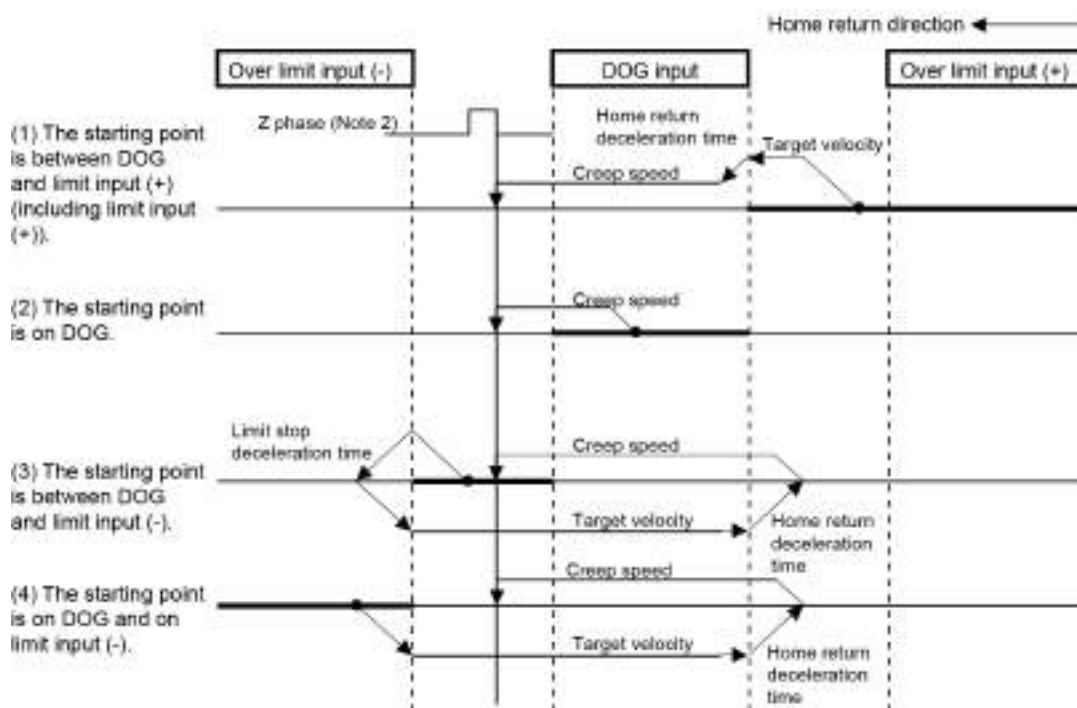 Home return direction
Over limit input (-)
DOG input
Over limit input (+)
(1) The starting point
is between DOG
and limit input (+)
(including limit input
(+)).
Z phase (Note 2)
Home return
deceleration time
Target velocity
Creep speed
(2) The starting point
is on DOG.
Creep speed
(3) The starting point
is between DOG
and limit input (-).
Limit stop
deceleration time
Creep speed
Target velocity
Home return
deceleration
time
(4) The starting point
is on DOG and on
limit input (-).
Creep speed
Target velocity
Home return
deceleration
time